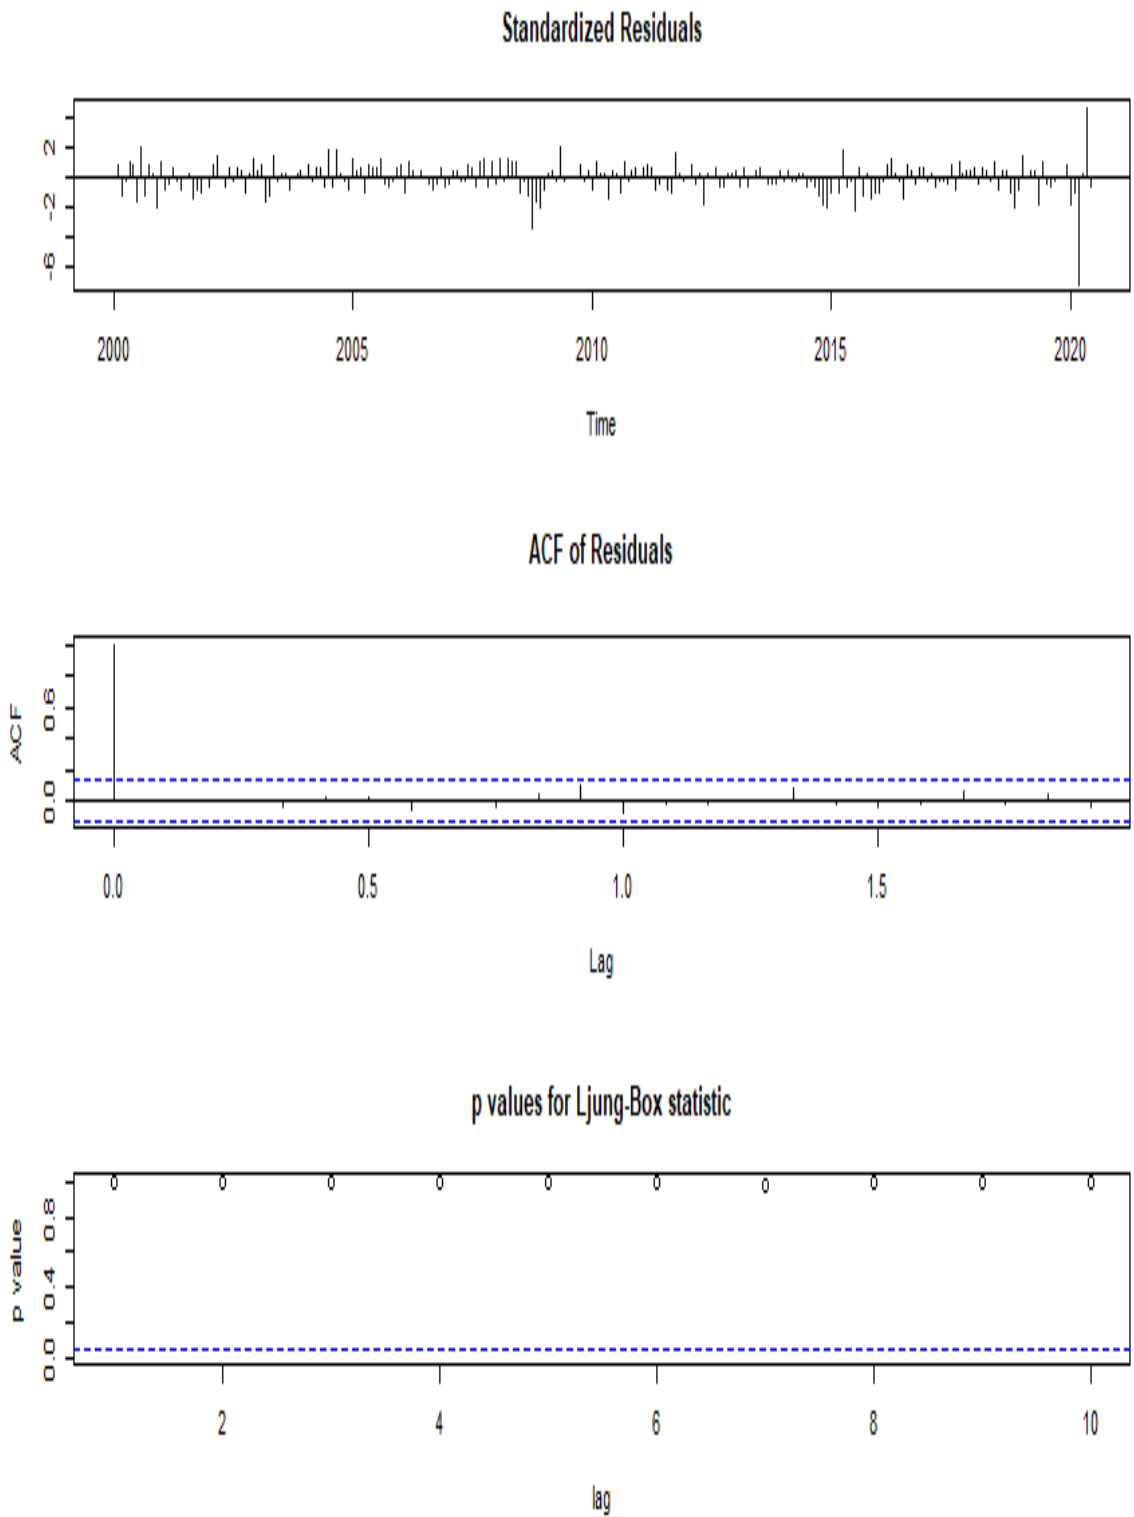 Standardized Residuals
2
-2
-6
2000 2005 2010 2015 2020
Time
ACF of Residuals
ACF
0.6
0.0
0.0 0.5 1.0 1.5
Lag
p values for Ljung-Box statistic
p value
0.8
0.4
0.0
2 4 6 8 10
lag